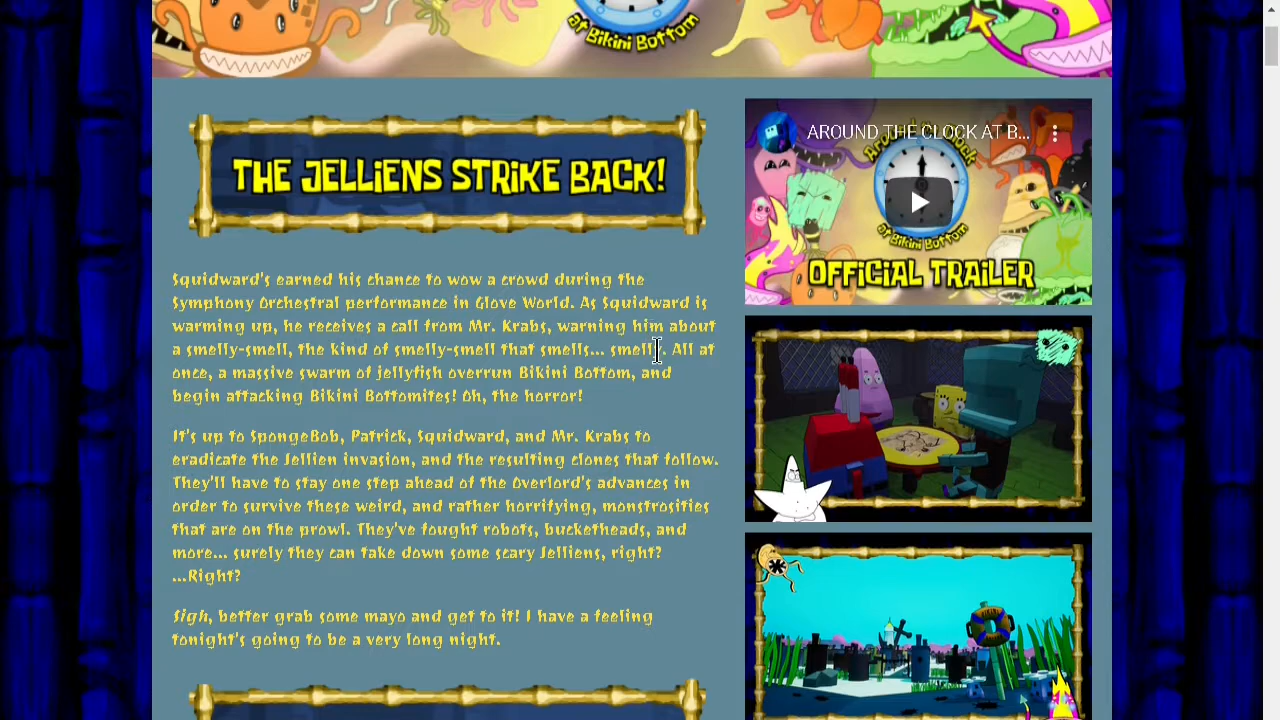 at Bikini Bottom
THE JELLIENS STRIKE BACK!
Squidward's earned his chance to wow a crowd during the
Symphony Orchestral performance in Glove World. As Squidward is
warming up, he receives a call from Mr. Krabs, warning him about
a smelly-smell, the kind of smelly-smell that smells... smelly. All at
once, a massive swarm of jellyfish overrun Bikini Bottom, and
begin attacking Bikini Bottomites! Oh, the horror!
It's up to SpongeBob, Patrick, Squidward, and Mr. Krabs to
eradicate the Jellien invasion, and the resulting clones that follow.
They'll have to stay one step ahead of the Overlord's advances in
order to survive these weird, and rather horrifying, monstrosities
that are on the prowl. They've fought robots, bucketheads, and
more... surely they can take down some scary Jelliens, right?
...Right?
Sigh, better grab some mayo and get to it! I have a feeling
tonight's going to be a very long night.
AROUND THE CLOCK AT B...
Around the Clock
at Bikini Bottom
OFFICIAL TRAILER